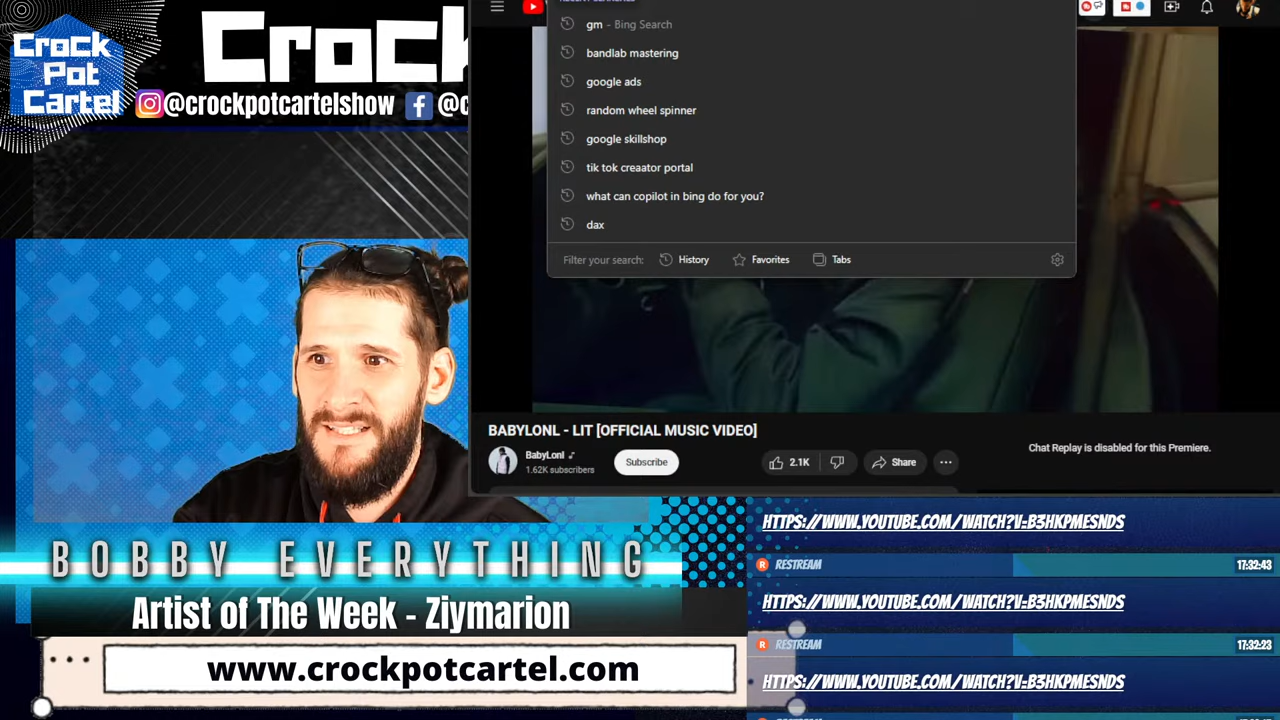 Crock
Pot
Cartel
Crock
@crockpotcartelshow
@c
gm - Bing Search
bandlab mastering
google ads
random wheel spinner
google skillshop
tik tok creaator portal
what can copilot in bing do for you?
dax
Filter your search:
History
Favorites
Tabs
BABYLONL - LIT [OFFICIAL MUSIC VIDEO]
BabyLonl
1.62K subscribers
Subscribe
2.1K
Share
Chat Replay is disabled for this Premiere.
HTTPS://WWW.YOUTUBE.COM/WATCH?V=B3HKPMESNDS
RESTREAM
17:32:43
HTTPS://WWW.YOUTUBE.COM/WATCH?V=B3HKPMESNDS
RESTREAM
17:32:23
HTTPS://WWW.YOUTUBE.COM/WATCH?V=B3HKPMESNDS
BOBBY EVERYTHING
Artist of The Week - Ziymarion
www.crockpotcartel.com